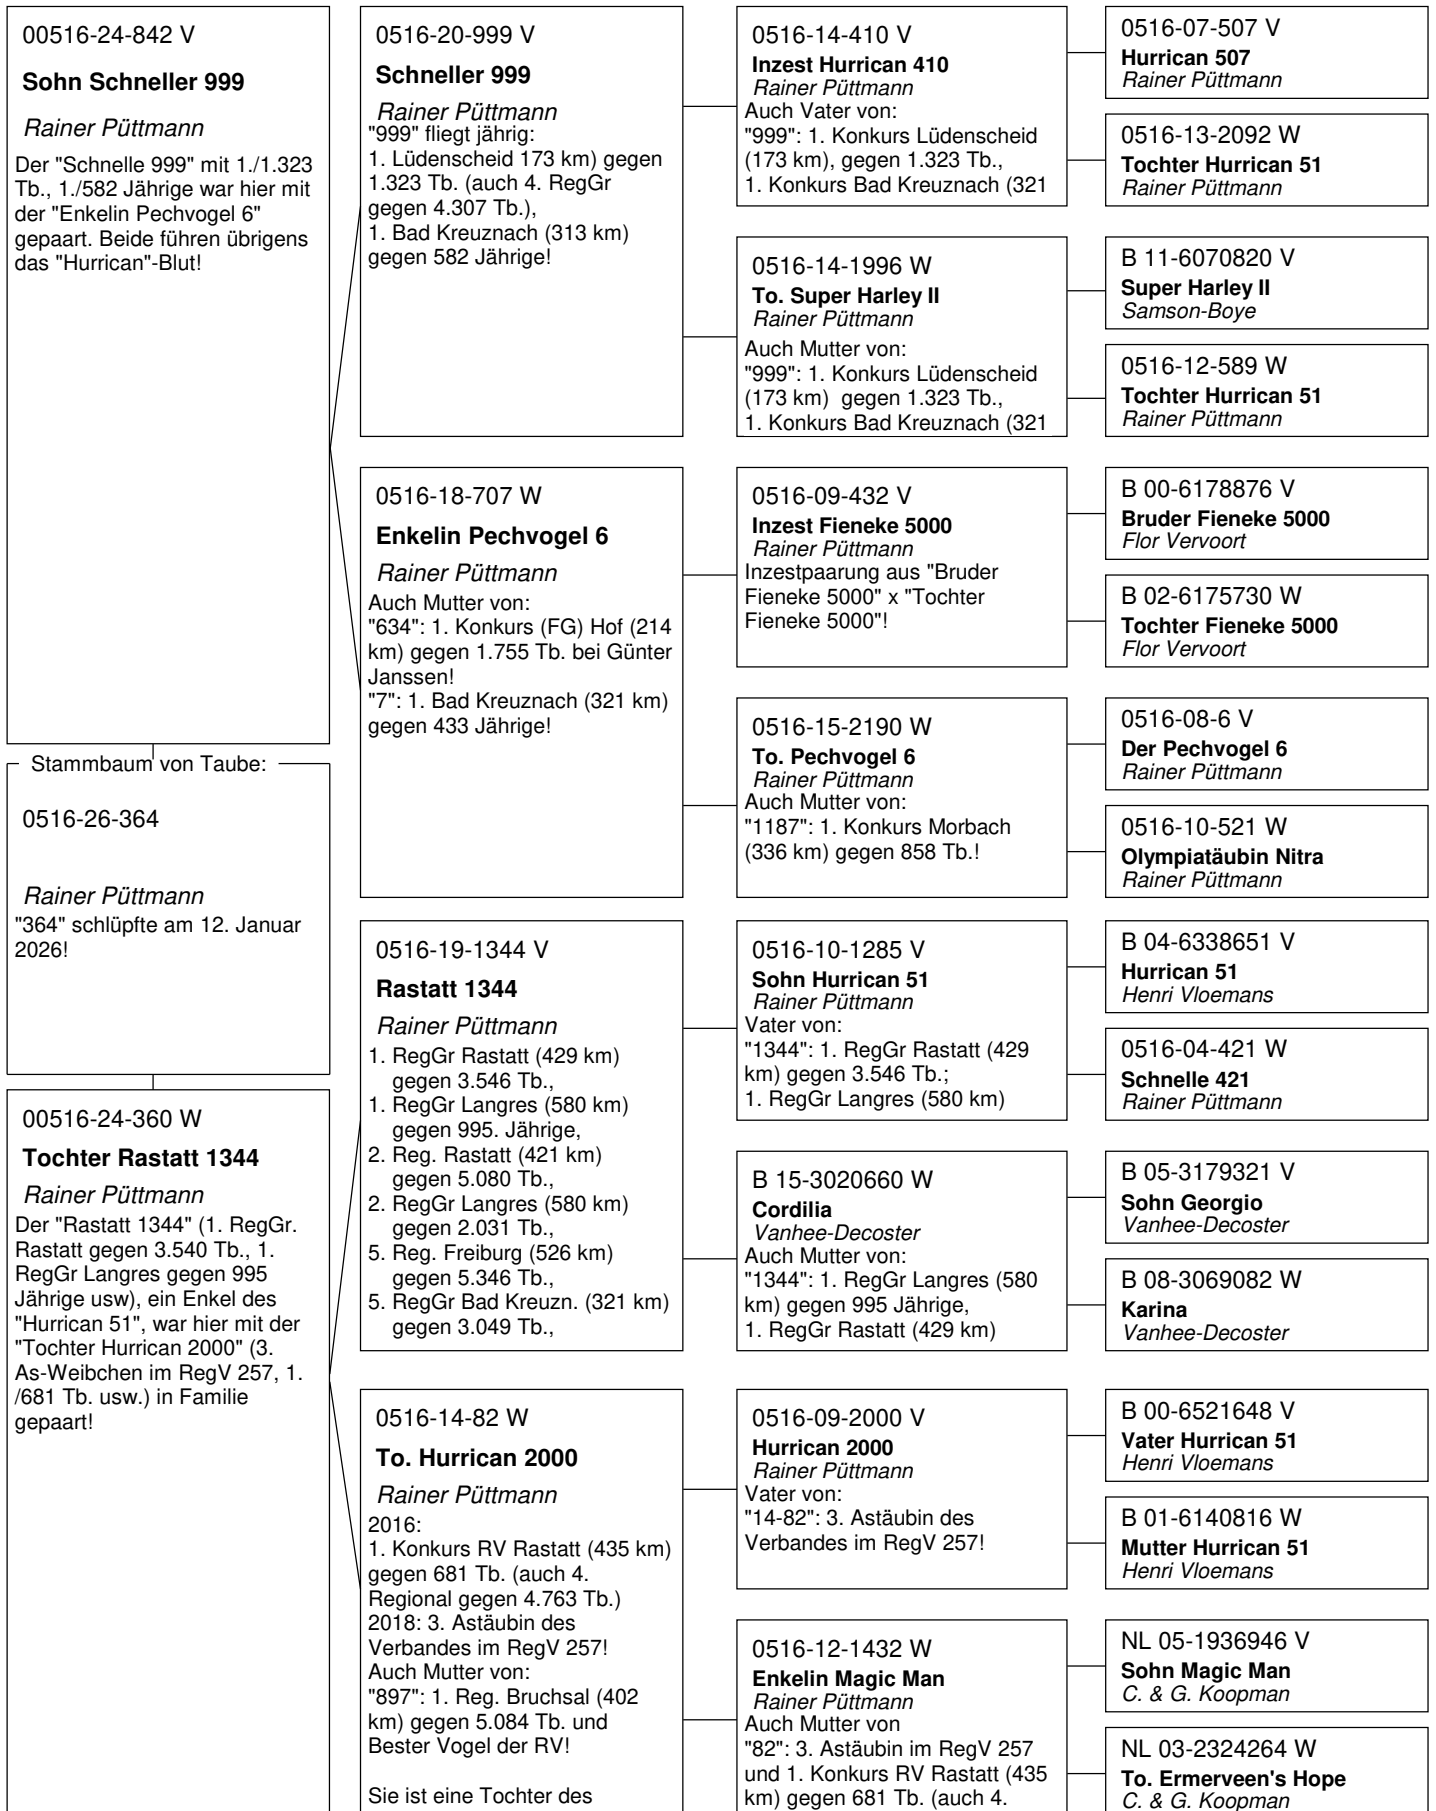 00516-24-842 V
Sohn Schneller 999
Rainer Püttmann
Der "Schnelle 999" mit 1./1.323
Tb., 1./582 Jährige war hier mit
der "Enkelin Pechvogel 6"
gepaart. Beide führen übrigens
das "Hurrican"-Blut!
Stammbaum von Taube:
0516-26-364
Rainer Püttmann
"364" schlüpfte am 12. Januar
2026!
00516-24-360 W
Tochter Rastatt 1344
Rainer Püttmann
Der "Rastatt 1344" (1. RegGr.
Rastatt gegen 3.540 Tb., 1.
RegGr Langres gegen 995
Jährige usw), ein Enkel des
"Hurrican 51", war hier mit der
"Tochter Hurrican 2000" (3.
As-Weibchen im RegV 257, 1.
/681 Tb. usw.) in Familie
gepaart!
0516-20-999 V
Schneller 999
Rainer Püttmann
"999" fliegt jährig:
1. Lüdenscheid 173 km) gegen
1.323 Tb. (auch 4. RegGr
gegen 4.307 Tb.),
1. Bad Kreuznach (313 km)
gegen 582 Jährige!
0516-18-707 W
Enkelin Pechvogel 6
Rainer Püttmann
Auch Mutter von:
"634": 1. Konkurs (FG) Hof (214
km) gegen 1.755 Tb. bei Günter
Janssen!
"7": 1. Bad Kreuznach (321 km)
gegen 433 Jährige!
0516-19-1344 V
Rastatt 1344
Rainer Püttmann
1. RegGr Rastatt (429 km)
gegen 3.546 Tb.,
1. RegGr Langres (580 km)
gegen 995. Jährige,
2. Reg. Rastatt (421 km)
gegen 5.080 Tb.,
2. RegGr Langres (580 km)
gegen 2.031 Tb.,
5. Reg. Freiburg (526 km)
gegen 5.346 Tb.,
5. RegGr Bad Kreuzn. (321 km)
gegen 3.049 Tb.,
0516-14-82 W
To. Hurrican 2000
Rainer Püttmann
2016:
1. Konkurs RV Rastatt (435 km)
gegen 681 Tb. (auch 4.
Regional gegen 4.763 Tb.)
2018: 3. Astäubin des
Verbandes im RegV 257!
Auch Mutter von:
"897": 1. Reg. Bruchsal (402
km) gegen 5.084 Tb. und
Bester Vogel der RV!
Sie ist eine Tochter des
0516-14-410 V
Inzest Hurrican 410
Rainer Püttmann
Auch Vater von:
"999": 1. Konkurs Lüdenscheid
(173 km), gegen 1.323 Tb.,
1. Konkurs Bad Kreuznach (321
0516-14-1996 W
To. Super Harley II
Rainer Püttmann
Auch Mutter von:
"999": 1. Konkurs Lüdenscheid
(173 km) gegen 1.323 Tb.,
1. Konkurs Bad Kreuznach (321
0516-09-432 V
Inzest Fieneke 5000
Rainer Püttmann
Inzestpaarung aus "Bruder
Fieneke 5000" x "Tochter
Fieneke 5000"!
0516-15-2190 W
To. Pechvogel 6
Rainer Püttmann
Auch Mutter von:
"1187": 1. Konkurs Morbach
(336 km) gegen 858 Tb.!
0516-10-1285 V
Sohn Hurrican 51
Rainer Püttmann
Vater von:
"1344": 1. RegGr Rastatt (429
km) gegen 3.546 Tb.;
1. RegGr Langres (580 km)
B 15-3020660 W
Cordilia
Vanhee-Decoster
Auch Mutter von:
"1344": 1. RegGr Langres (580
km) gegen 995 Jährige,
1. RegGr Rastatt (429 km)
0516-09-2000 V
Hurrican 2000
Rainer Püttmann
Vater von:
"14-82": 3. Astäubin des
Verbandes im RegV 257!
0516-12-1432 W
Enkelin Magic Man
Rainer Püttmann
Auch Mutter von
"82": 3. Astäubin im RegV 257
und 1. Konkurs RV Rastatt (435
km) gegen 681 Tb. (auch 4.
0516-07-507 V
Hurrican 507
Rainer Püttmann
0516-13-2092 W
Tochter Hurrican 51
Rainer Püttmann
B 11-6070820 V
Super Harley II
Samson-Boye
0516-12-589 W
Tochter Hurrican 51
Rainer Püttmann
B 00-6178876 V
Bruder Fieneke 5000
Flor Vervoort
B 02-6175730 W
Tochter Fieneke 5000
Flor Vervoort
0516-08-6 V
Der Pechvogel 6
Rainer Püttmann
0516-10-521 W
Olympiatäubin Nitra
Rainer Püttmann
B 04-6338651 V
Hurrican 51
Henri Vloemans
0516-04-421 W
Schnelle 421
Rainer Püttmann
B 05-3179321 V
Sohn Georgio
Vanhee-Decoster
B 08-3069082 W
Karina
Vanhee-Decoster
B 00-6521648 V
Vater Hurrican 51
Henri Vloemans
B 01-6140816 W
Mutter Hurrican 51
Henri Vloemans
NL 05-1936946 V
Sohn Magic Man
C. & G. Koopman
NL 03-2324264 W
To. Ermerveen's Hope
C. & G. Koopman